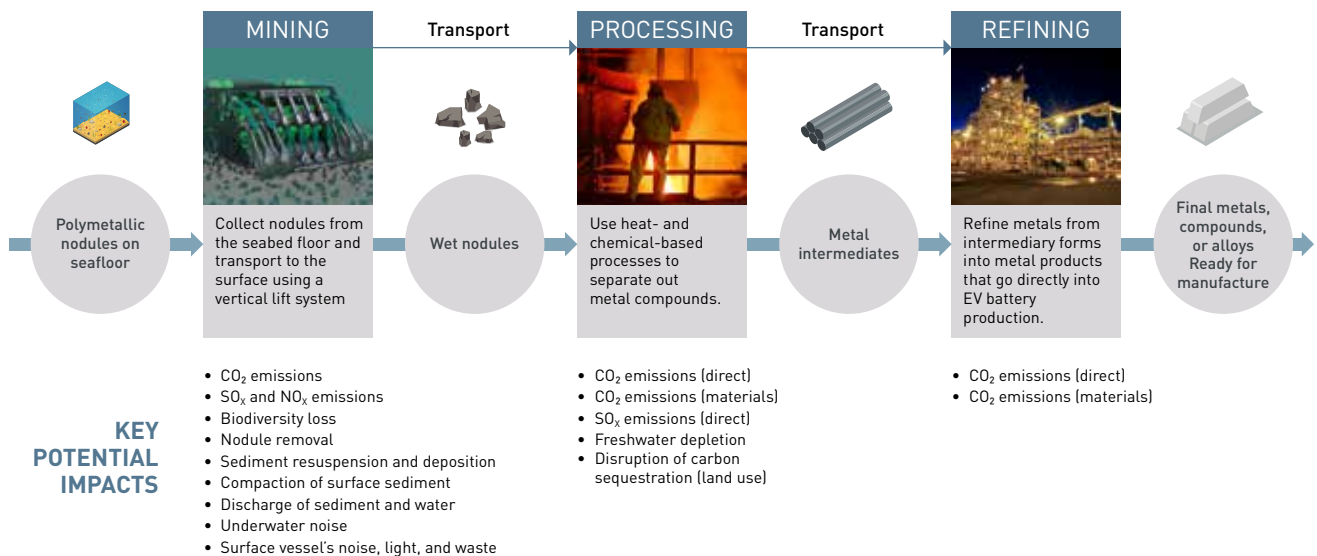 MINING
Transport
PROCESSING
Transport
REFINING
Polymetallic
nodules on
seafloor
Collect nodules from
the seabed floor and
transport to the
surface using a
vertical lift system
Wet nodules
Use heat- and
chemical-based
processes to
separate out
metal compounds.
Metal
intermediates
Refine metals from
intermediary forms
into metal products
that go directly into
EV battery
production.
Final metals,
compounds,
or alloys
Ready for
manufacture
KEY
POTENTIAL
IMPACTS
• CO₂ emissions
• SOₓ and NOₓ emissions
• Biodiversity loss
• Nodule removal
• Sediment resuspension and deposition
• Compaction of surface sediment
• Discharge of sediment and water
• Underwater noise
• Surface vessel's noise, light, and waste
• CO₂ emissions (direct)
• CO₂ emissions (materials)
• SOₓ emissions (direct)
• Freshwater depletion
• Disruption of carbon
sequestration (land use)
• CO₂ emissions (direct)
• CO₂ emissions (materials)